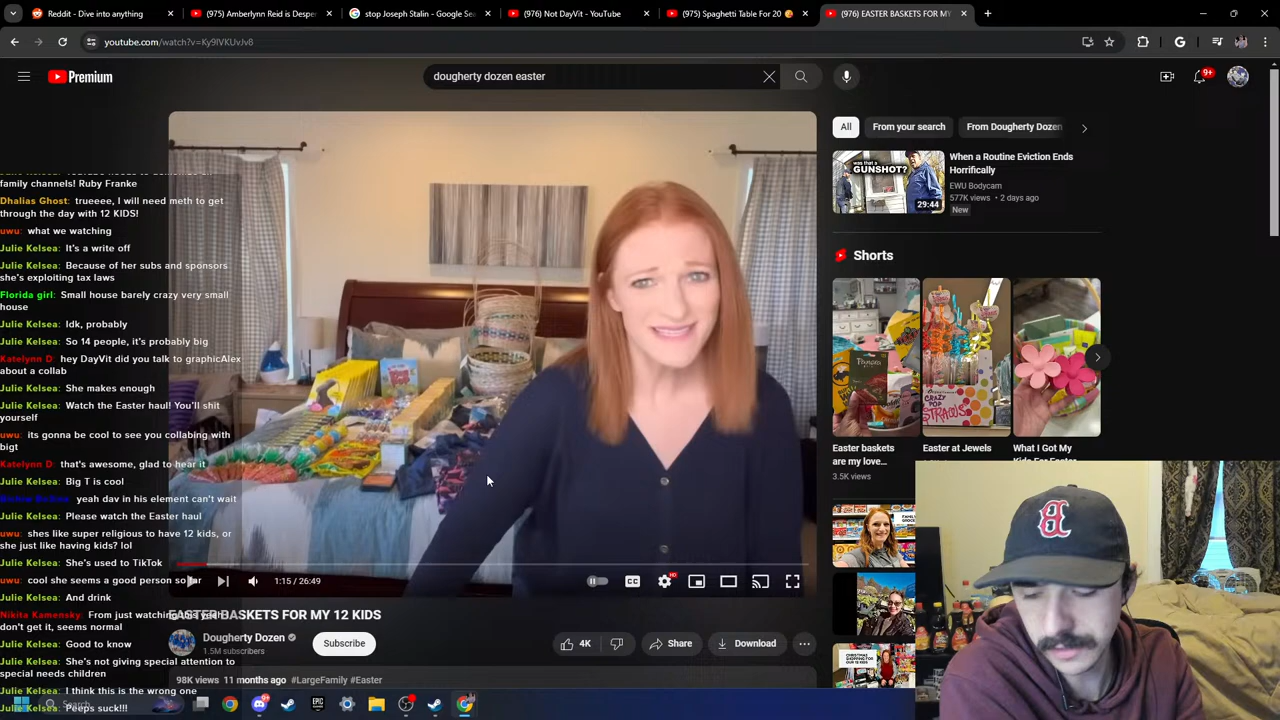 Reddit - Dive into anything
(975) Amberlynn Reid is Desper
stop Joseph Stalin - Google Se
(976) Not DayVit - YouTube
(975) Spaghetti Table For 20
(976) EASTER BASKETS FOR MY
youtube.com/watch?v=Ky9IVKUvJv8
Premium
dougherty dozen easter
9+
All
From your search
From Dougherty Dozen
was that a
GUNSHOT?
29:44
When a Routine Eviction Ends
Horrifically
EWU Bodycam
577K views • 2 days ago
New
Shorts
Easter baskets
are my love...
3.5K views
CRAZY
POP
STRAWS
Easter at Jewels
What I Got My
family channels! Ruby Franke
Dhalias Ghost: trueeee, I will need meth to get
through the day with 12 KIDS!
uwu: what we watching
Julie Kelsea: It's a write off
Julie Kelsea: Because of her subs and sponsors
she's exploiting tax laws
Florida girl: Small house barely crazy very small
house
Julie Kelsea: Idk, probably
Julie Kelsea: So 14 people, it's probably big
Katelynn D: hey DayVit did you talk to graphicAlex
about a collab
Julie Kelsea: She makes enough
Julie Kelsea: Watch the Easter haul! You'll shit
yourself
uwu: its gonna be cool to see you collabing with
bigt
Katelynn D: that's awesome, glad to hear it
Julie Kelsea: Big T is cool
yeah dav in his element can't wait
Julie Kelsea: Please watch the Easter haul
uwu: shes like super religious to have 12 kids, or
she just like having kids? lol
Julie Kelsea: She's used to TikTok
uwu: cool she seems a good person so far
Julie Kelsea: And drink
Nikita Kamensky: From just watching
don't get it, seems normal
Julie Kelsea: Good to know
Julie Kelsea: She's not giving special attention to
special needs children
Julie Kelsea: I think this is the wrong one
Julie Kelsea: Peeps suck!!!
1:15 / 26:49
CC
HD
EASTER BASKETS FOR MY 12 KIDS
Dougherty Dozen
1.5M subscribers
Subscribe
4K
Share
Download
98K views 11 months ago #LargeFamily #Easter
Search
EPIC
B